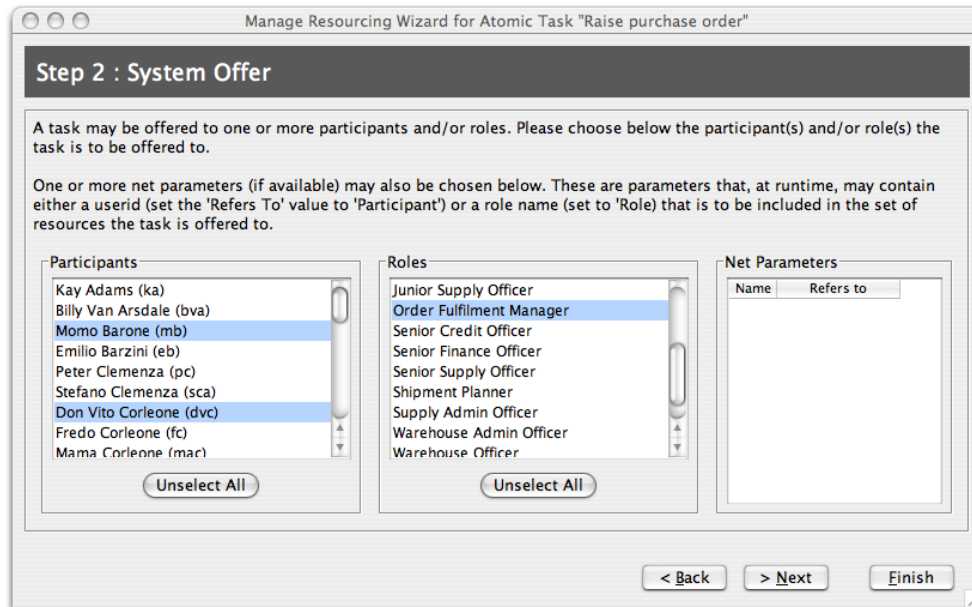 Manage Resourcing Wizard for Atomic Task "Raise purchase order"
Step 2 : System Offer
A task may be offered to one or more participants and/or roles. Please choose below the participant(s) and/or role(s) the
task is to be offered to.
One or more net parameters (if available) may also be chosen below. These are parameters that, at runtime, may contain
either a userid (set the 'Refers To' value to 'Participant') or a role name (set to 'Role) that is to be included in the set of
resources the task is offered to.
Participants
Kay Adams (ka)
Billy Van Arsdale (bva)
Momo Barone (mb)
Emilio Barzini (eb)
Peter Clemenza (pc)
Stefano Clemenza (sca)
Don Vito Corleone (dvc)
Fredo Corleone (fc)
Mama Corleone (mac)
Unselect All
Roles
Junior Supply Officer
Order Fulfilment Manager
Senior Credit Officer
Senior Finance Officer
Senior Supply Officer
Shipment Planner
Supply Admin Officer
Warehouse Admin Officer
Warehouse Officer
Unselect All
Net Parameters
Name Refers to
< Back > Next Finish